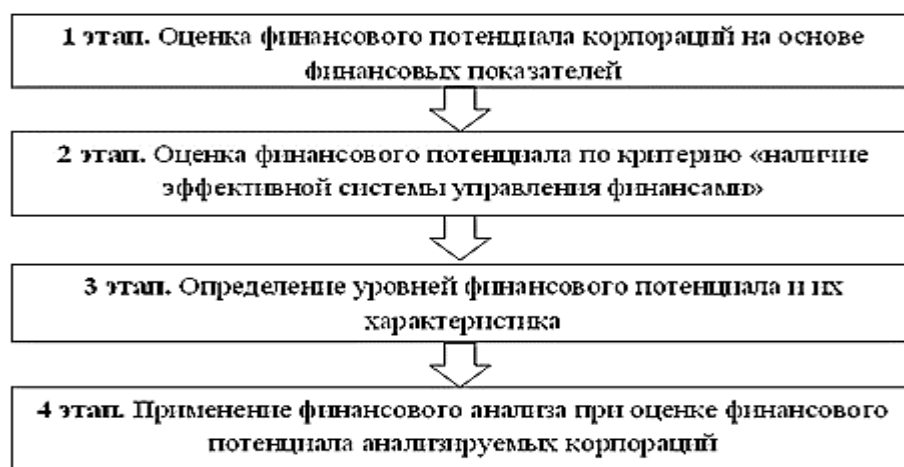 1 этап. Оценка финансового потенциала корпораций на основе
финансовых показателей
2 этап. Оценка финансового потенциала по критерию «наличие
эффективной системы управления финансами»
3 этап. Определение уровней финансового потенциала и их
характеристика
4 этап. Применение финансового анализа при оценке финансового
потенциала анализируемых корпораций